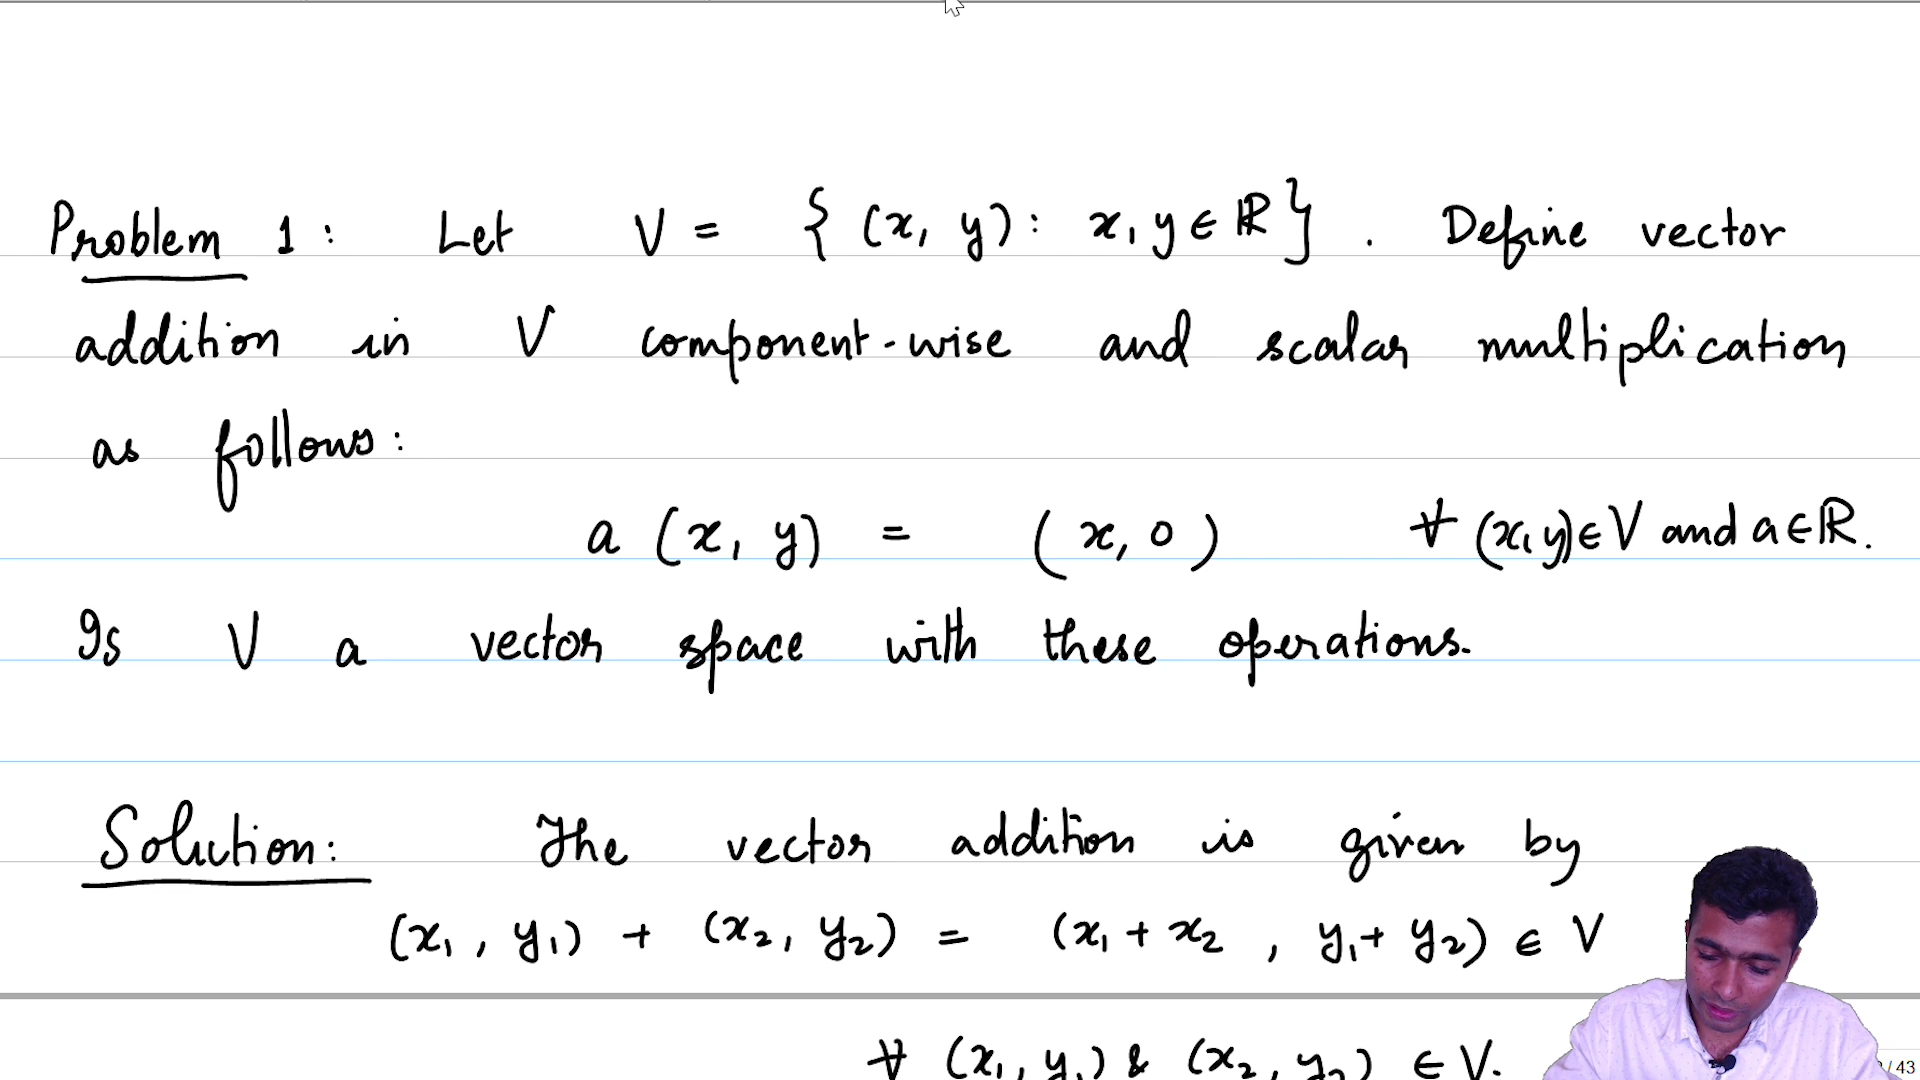 Problem 1: Let V = { (x, y): x, y ∈ ℝ }. Define vector
addition in V component-wise and scalar multiplication
as follows:
a (x, y) = (x, 0) ∀ (x, y) ∈ V and a ∈ ℝ.
Is V a vector space with these operations.
Solution: The vector addition is given by
(x₁, y₁) + (x₂, y₂) = (x₁ + x₂, y₁ + y₂) ∈ V
∀ (x₁, y₁) & (x₂, y₂) ∈ V.
/ 43